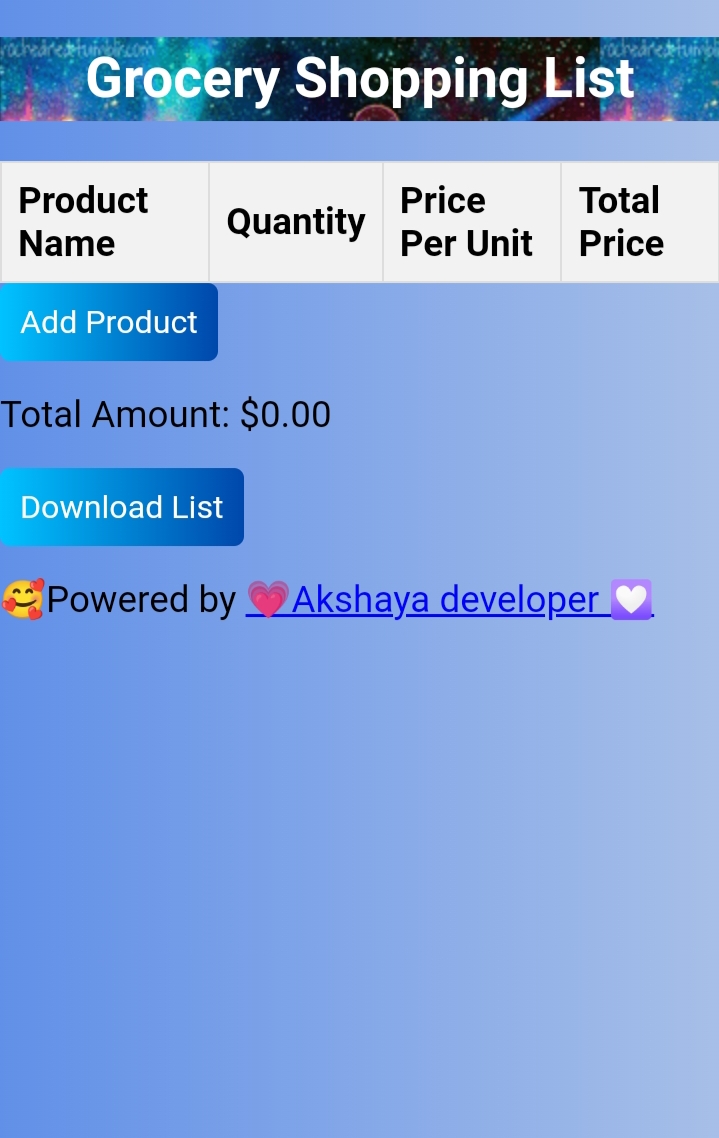 Grocery Shopping List
Product Name
Quantity
Price Per Unit
Total Price
Add Product
Total Amount: $0.00
Download List
🥰Powered by 💗Akshaya developer 💟